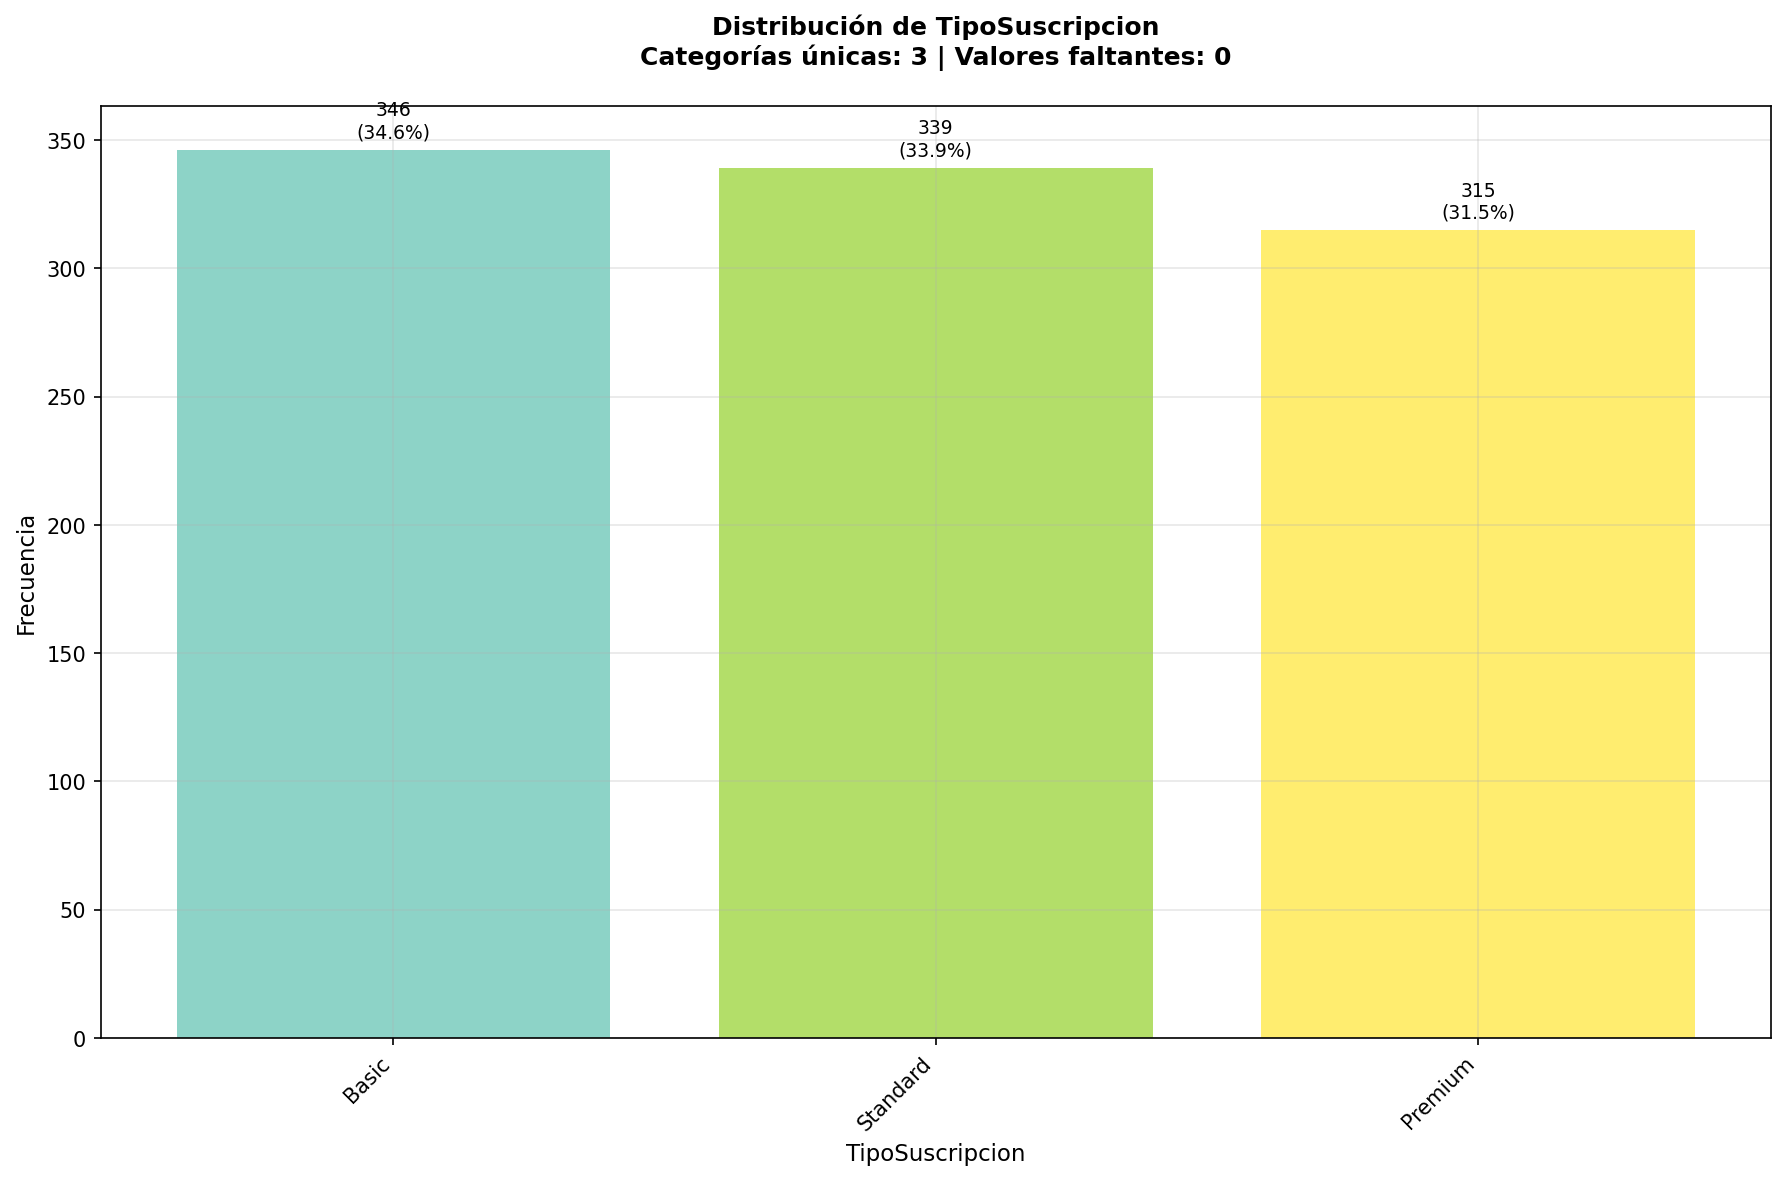 Distribución de TipoSuscripcion
Categorías únicas: 3 | Valores faltantes: 0
346
(34.6%)
339
(33.9%)
315
(31.5%)
350
300
250
200
150
100
50
0
Frecuencia
Basic
Standard
Premium
TipoSuscripcion